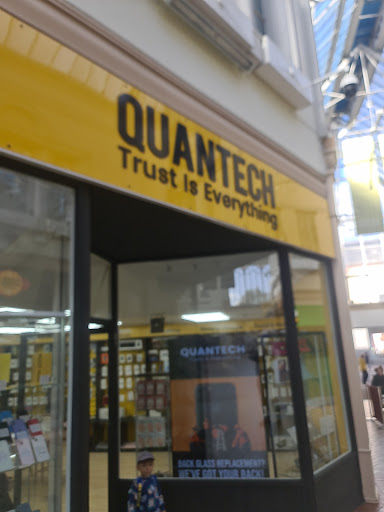 QUANTECH
Trust Is Everything
QUANTECH
BACK GLASS REPLACEMENT?
WE'VE GOT YOUR BACK!